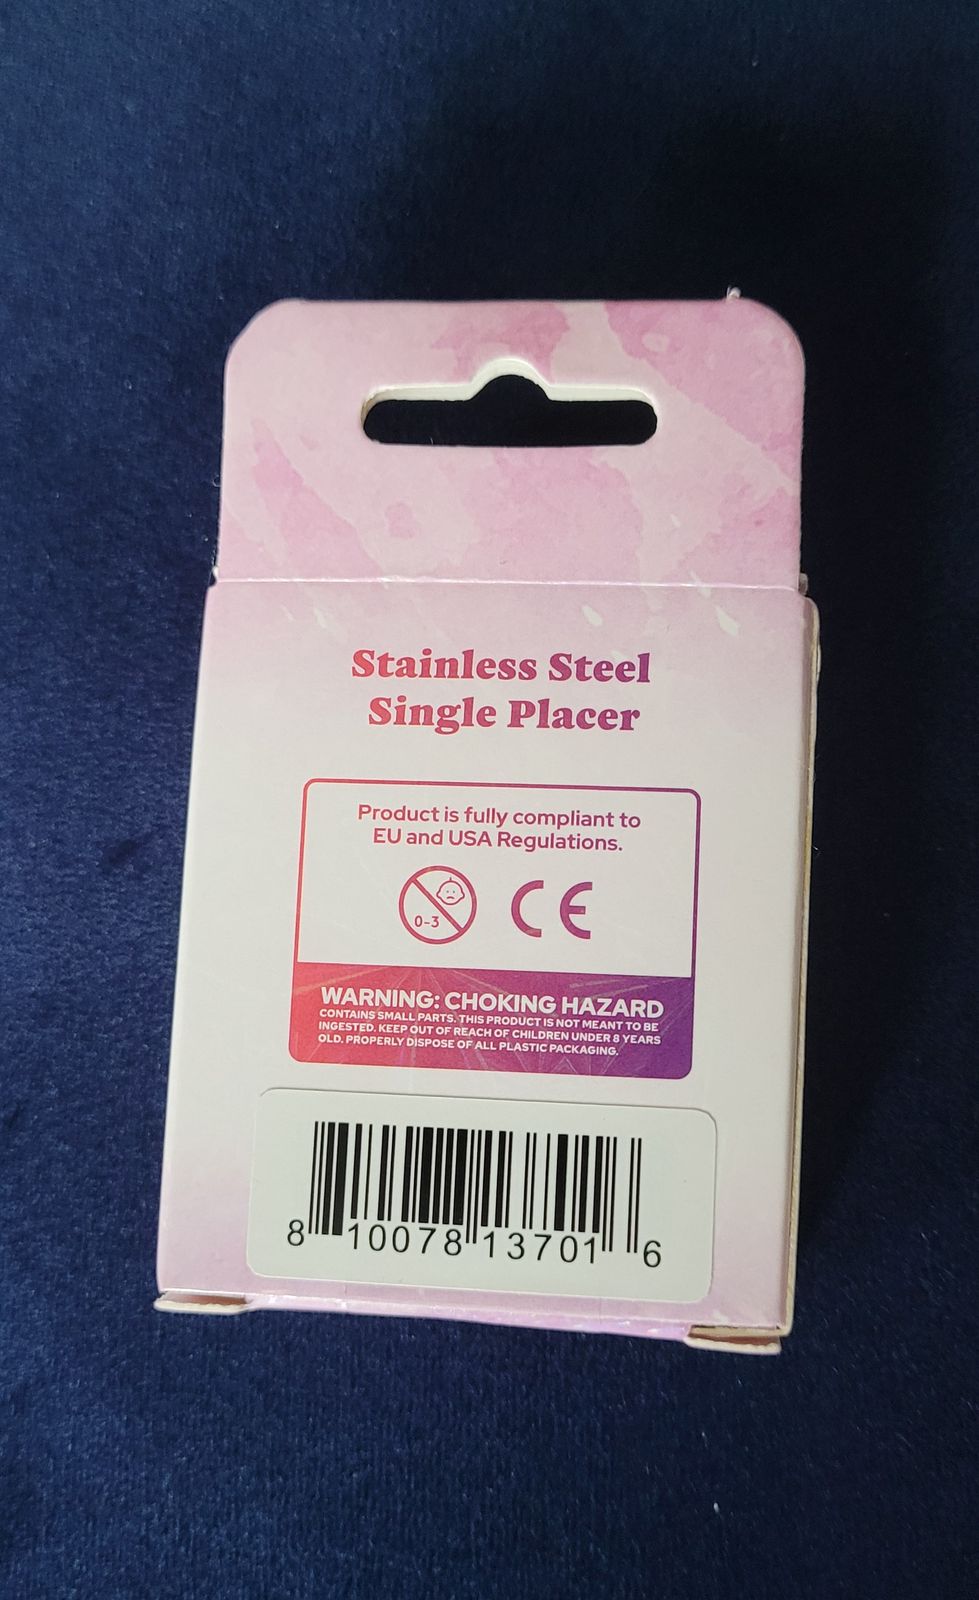 Stainless Steel
Single Placer
Product is fully compliant to
EU and USA Regulations.
0-3
CE
WARNING: CHOKING HAZARD
CONTAINS SMALL PARTS. THIS PRODUCT IS NOT MEANT TO BE
INGESTED. KEEP OUT OF REACH OF CHILDREN UNDER 8 YEARS
OLD. PROPERLY DISPOSE OF ALL PLASTIC PACKAGING.
8 10078 13701 6